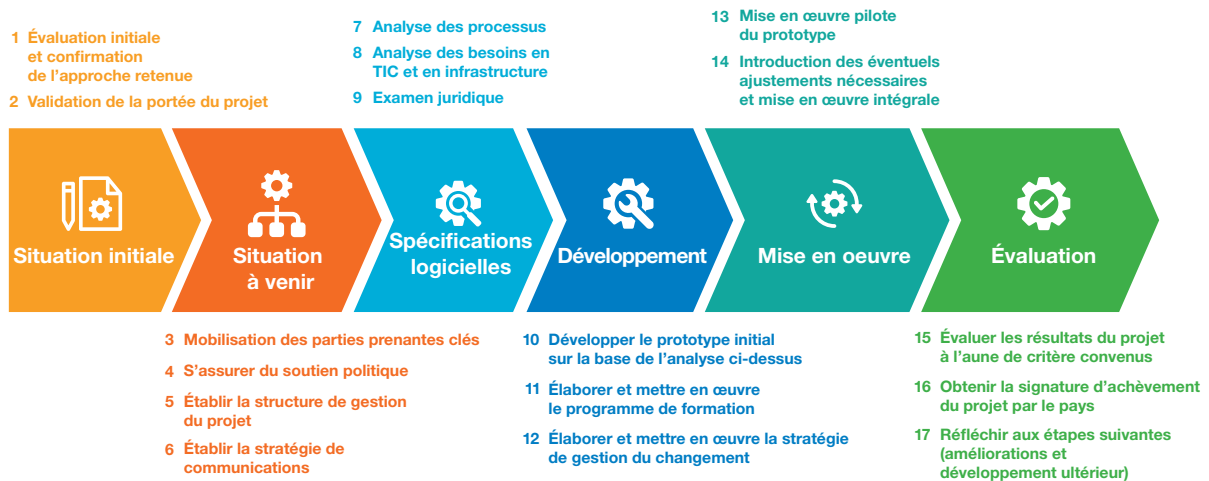 1 Évaluation initiale
et confirmation
de l’approche retenue
2 Validation de la portée du projet
7 Analyse des processus
8 Analyse des besoins en
TIC et en infrastructure
9 Examen juridique
13 Mise en œuvre pilote
du prototype
14 Introduction des éventuels
ajustements nécessaires
et mise en œuvre intégrale
Situation initiale
Situation
à venir
Spécifications
logicielles
Développement
Mise en oeuvre
Évaluation
3 Mobilisation des parties prenantes clés
4 S’assurer du soutien politique
5 Établir la structure de gestion
du projet
6 Établir la stratégie de
communications
10 Développer le prototype initial
sur la base de l’analyse ci-dessus
11 Élaborer et mettre en œuvre
le programme de formation
12 Élaborer et mettre en œuvre la stratégie
de gestion du changement
15 Évaluer les résultats du projet
à l’aune de critère convenus
16 Obtenir la signature d’achèvement
du projet par le pays
17 Réfléchir aux étapes suivantes
(améliorations et
développement ultérieur)